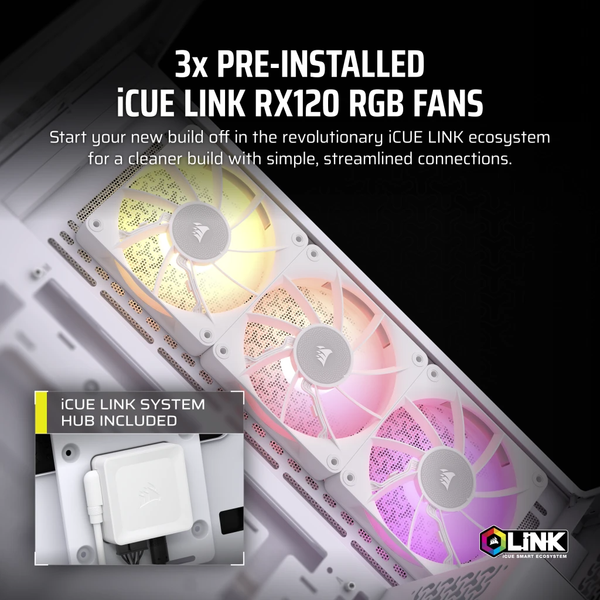 3x PRE-INSTALLED
iCUE LINK RX120 RGB FANS
Start your new build off in the revolutionary iCUE LINK ecosystem
for a cleaner build with simple, streamlined connections.
iCUE LINK SYSTEM
HUB INCLUDED
LiNK
iCUE SMART ECOSYSTEM